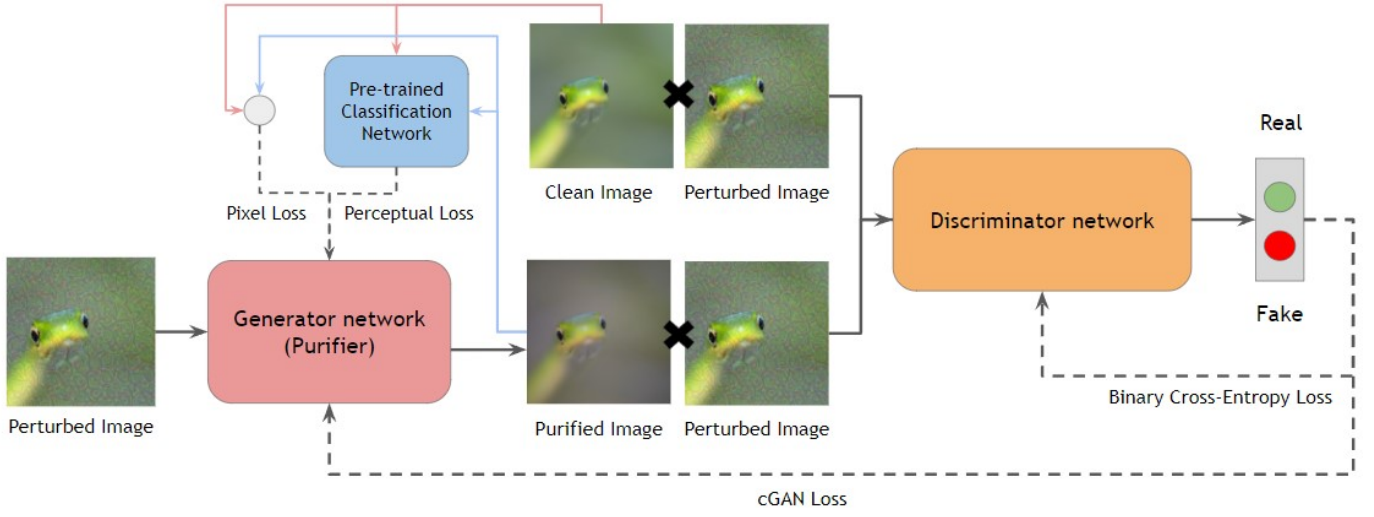 Pre-trained
Classification
Network
Clean Image
Perturbed Image
Pixel Loss
Perceptual Loss
Real
Discriminator network
Fake
Generator network
(Purifier)
Perturbed Image
Purified Image
Perturbed Image
Binary Cross-Entropy Loss
cGAN Loss